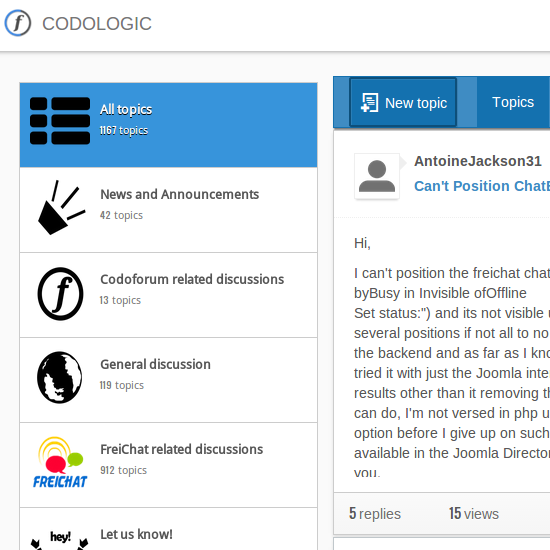 f CODOLOGIC
All topics
1167 topics
News and Announcements
42 topics
f
Codoforum related discussions
13 topics
General discussion
119 topics
FreiChat related discussions
912 topics
FREICHAT
hey!
Let us know!
New topic
Topics
AntoineJackson31
Can't Position Chat
Hi,
I can't position the freichat chat
byBusy in Invisible ofOffline
Set status:") and its not visible
several positions if not all to no
the backend and as far as I kno
tried it with just the Joomla inte
results other than it removing th
can do, I'm not versed in php u
option before I give up on such
available in the Joomla Director
you.
5 replies
15 views